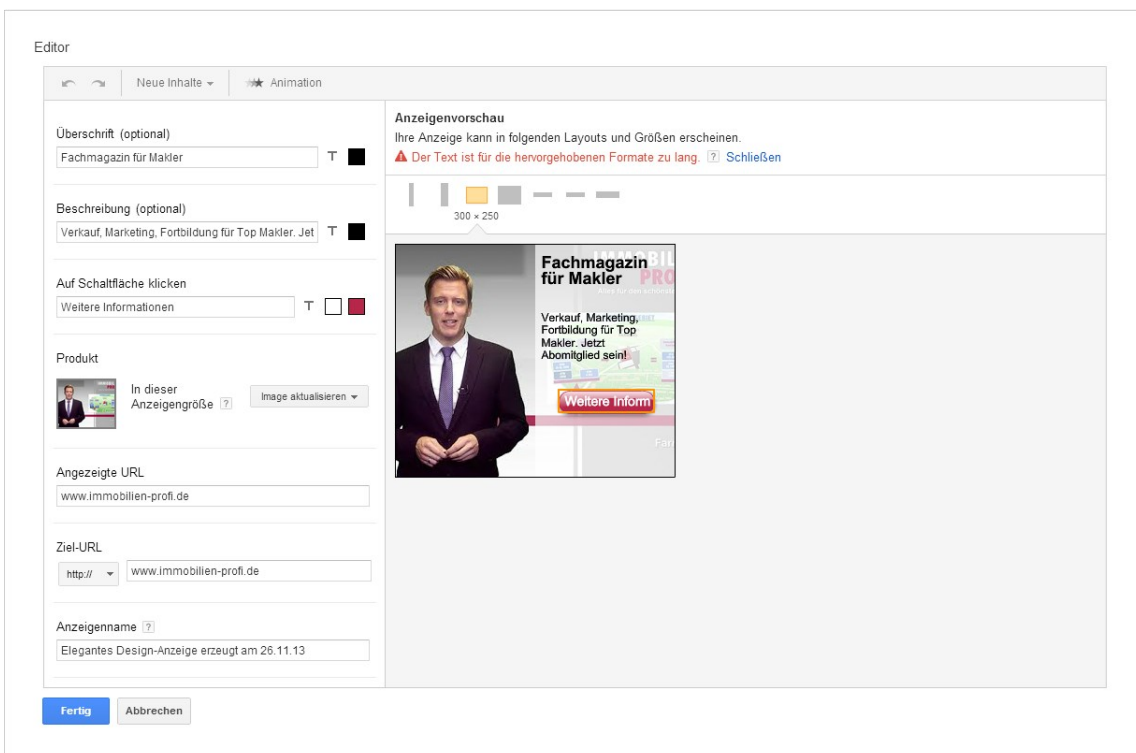 Editor
Neue Inhalte
Animation
Überschrift (optional)
Fachmagazin für Makler
T
Beschreibung (optional)
Verkauf, Marketing, Fortbildung für Top Makler. Jet
T
Auf Schaltfläche klicken
Weitere Informationen
T
Produkt
In dieser
Anzeigengröße ?
Image aktualisieren
Angezeigte URL
www.immobilien-profi.de
Ziel-URL
http://
www.immobilien-profi.de
Anzeigenname ?
Elegantes Design-Anzeige erzeugt am 26.11.13
Fertig
Abbrechen
Anzeigenvorschau
Ihre Anzeige kann in folgenden Layouts und Größen erscheinen.
Der Text ist für die hervorgehobenen Formate zu lang. ? Schließen
300 × 250
IMMOBIL
PRO
Fachmagazin
für Makler
Verkauf, Marketing,
Fortbildung für Top
Makler. Jetzt
Abomitglied sein!
Weitere Inform